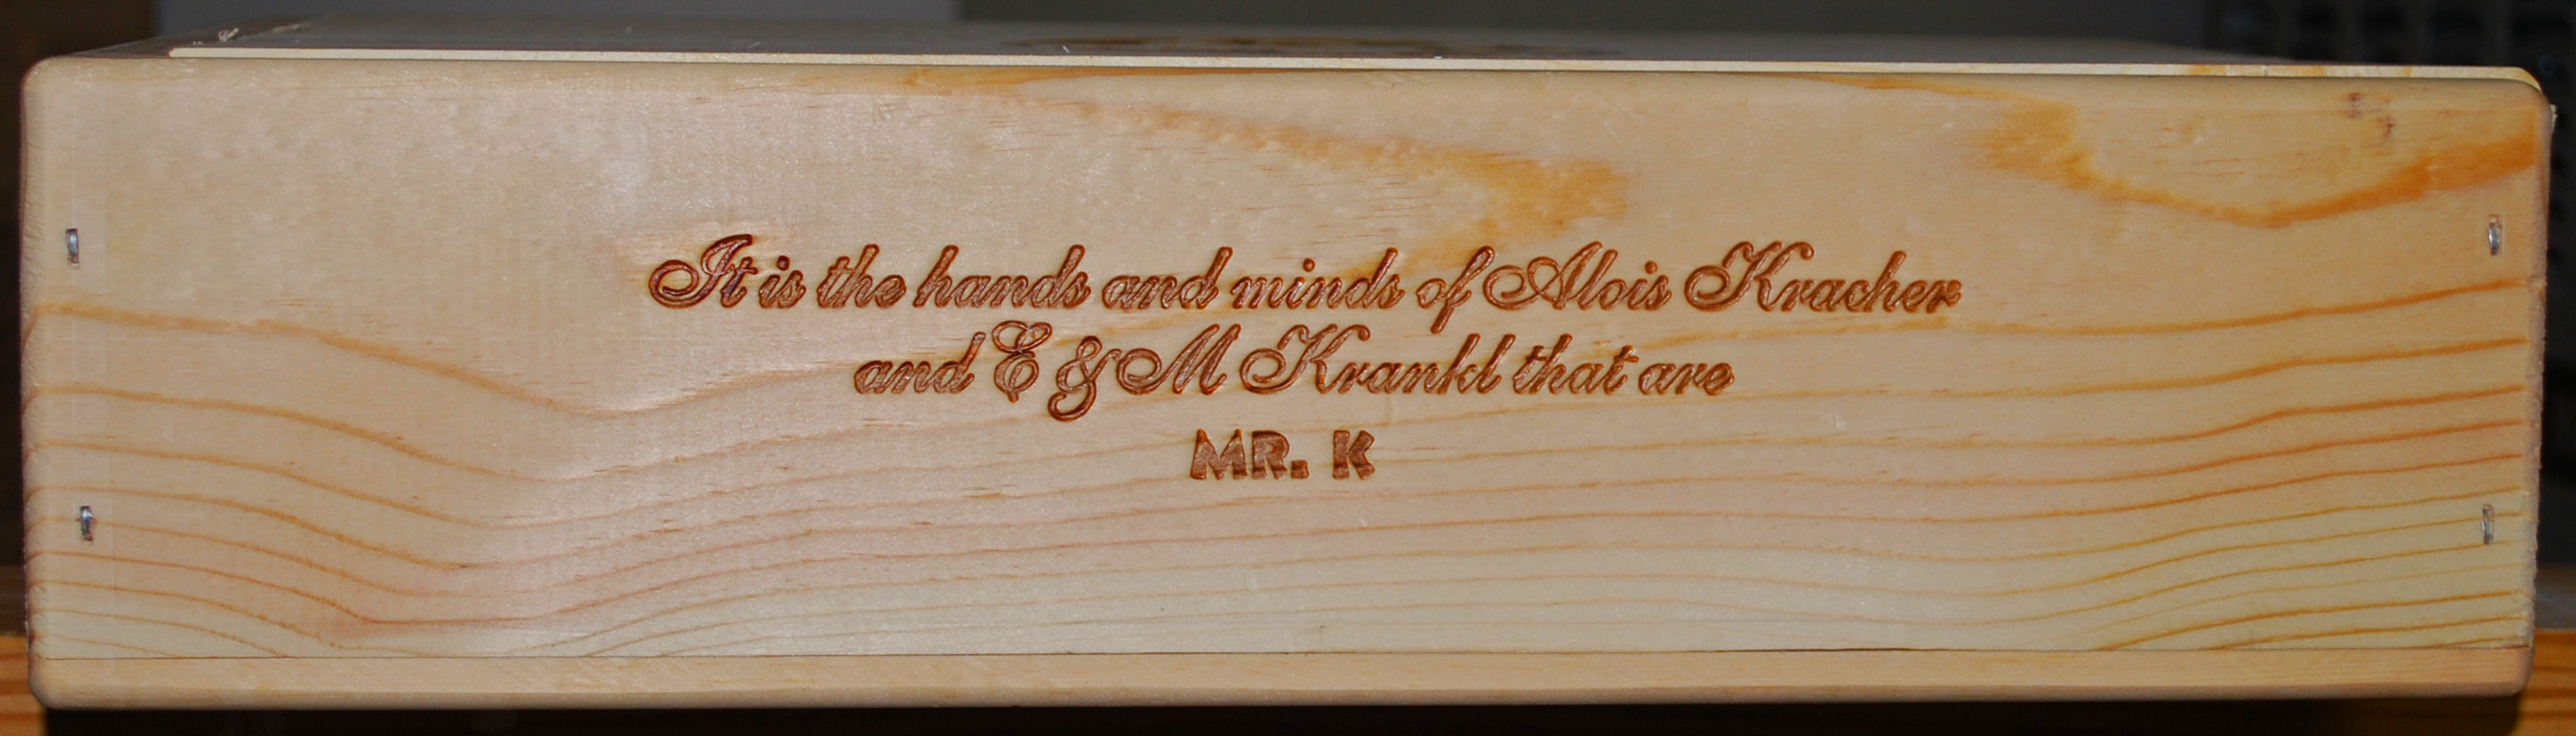 It is the hands and minds of Alois Kracher
and E & M Krankl that are
MR. K